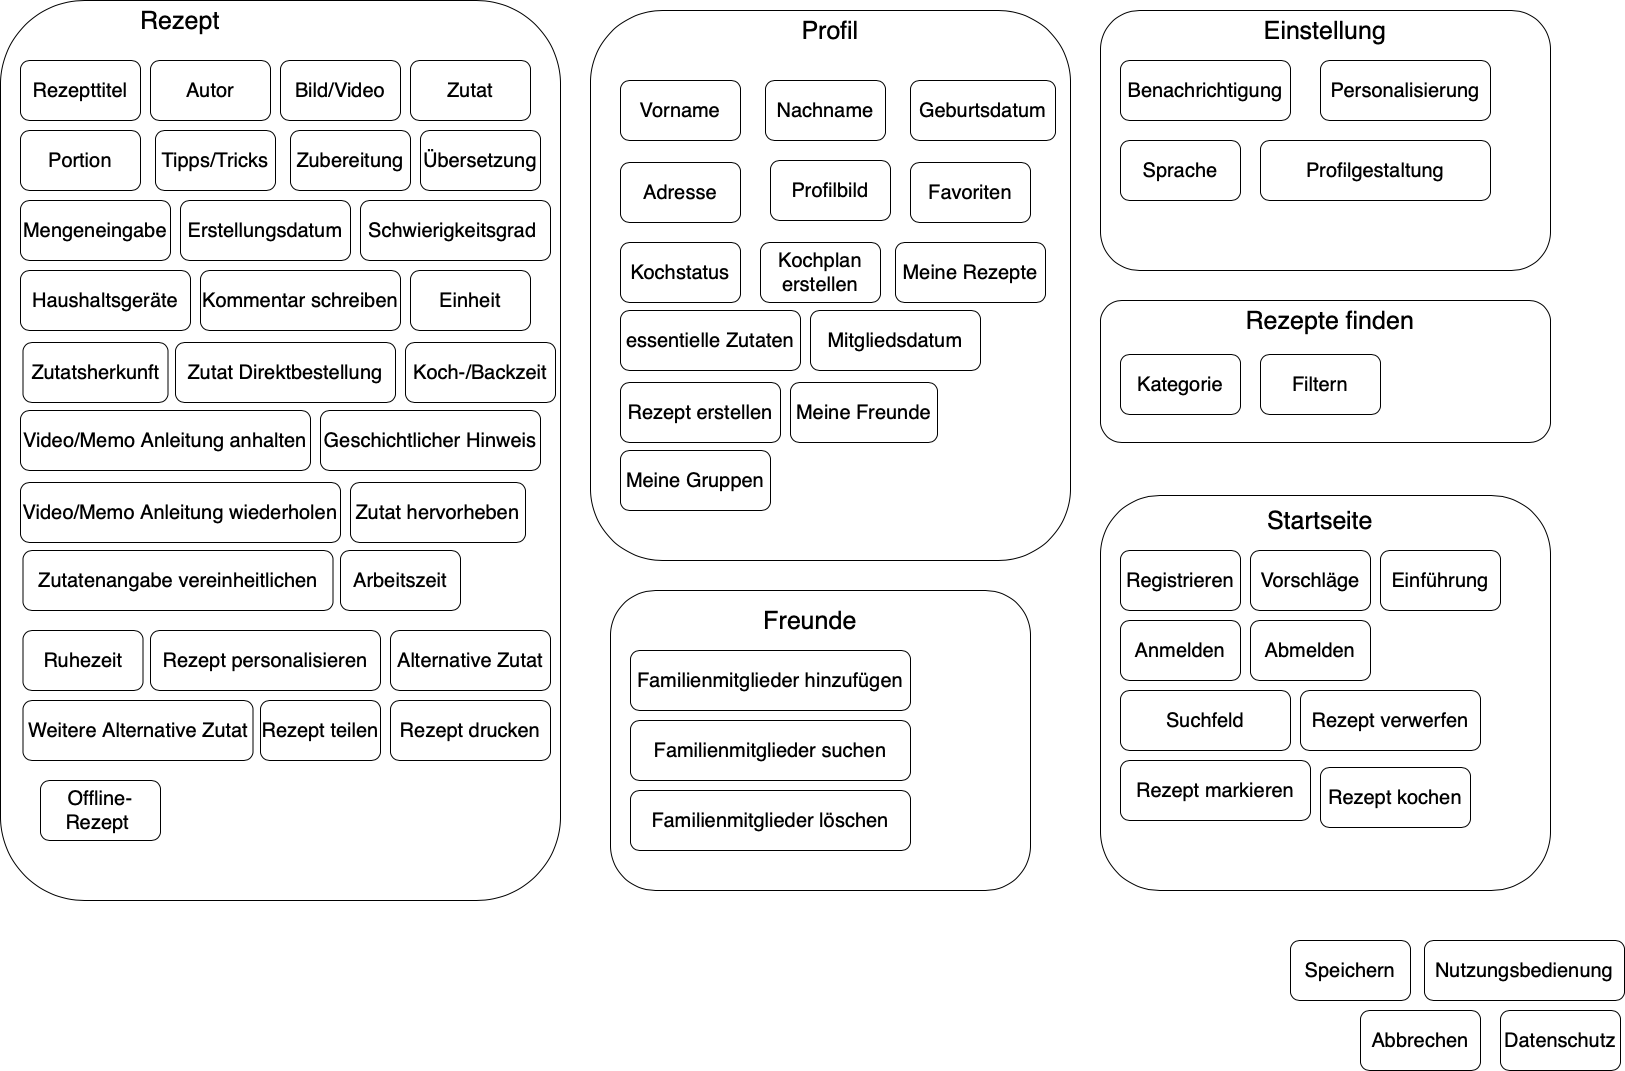 Rezept
Rezepttitel
Autor
Bild/Video
Zutat
Portion
Tipps/Tricks
Zubereitung
Übersetzung
Mengeneingabe
Erstellungsdatum
Schwierigkeitsgrad
Haushaltsgeräte
Kommentar schreiben
Einheit
Zutatsherkunft
Zutat Direktbestellung
Koch-/Backzeit
Video/Memo Anleitung anhalten
Geschichtlicher Hinweis
Video/Memo Anleitung wiederholen
Zutat hervorheben
Zutatenangabe vereinheitlichen
Arbeitszeit
Ruhezeit
Rezept personalisieren
Alternative Zutat
Weitere Alternative Zutat
Rezept teilen
Rezept drucken
Offline-
Rezept
Profil
Vorname
Nachname
Geburtsdatum
Adresse
Profilbild
Favoriten
Kochstatus
Kochplan
erstellen
Meine Rezepte
essentielle Zutaten
Mitgliedsdatum
Rezept erstellen
Meine Freunde
Meine Gruppen
Freunde
Familienmitglieder hinzufügen
Familienmitglieder suchen
Familienmitglieder löschen
Einstellung
Benachrichtigung
Personalisierung
Sprache
Profilgestaltung
Rezepte finden
Kategorie
Filtern
Startseite
Registrieren
Vorschläge
Einführung
Anmelden
Abmelden
Suchfeld
Rezept verwerfen
Rezept markieren
Rezept kochen
Speichern
Nutzungsbedienung
Abbrechen
Datenschutz